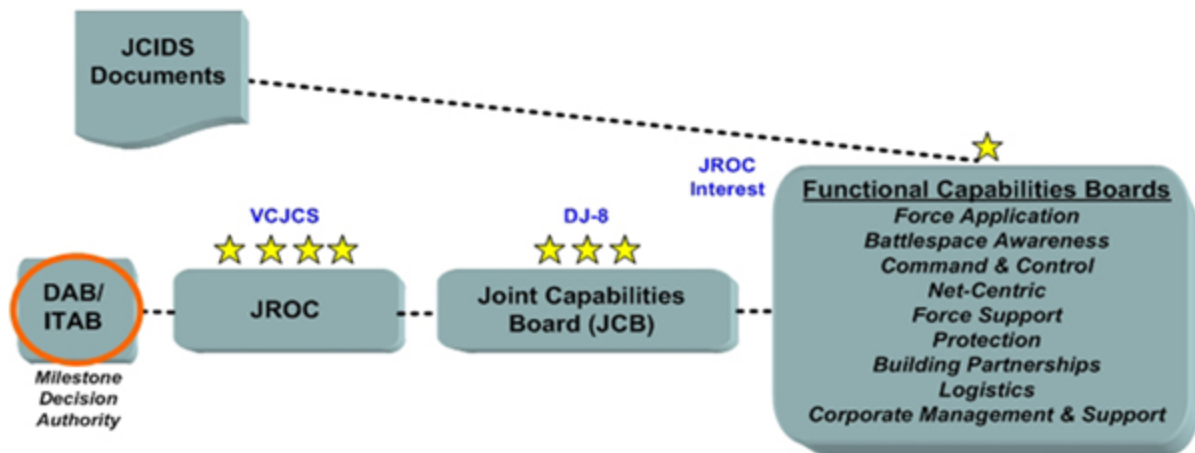 JCIDS
Documents
JROC
Interest
Functional Capabilities Boards
Force Application
Battlespace Awareness
Command & Control
Net-Centric
Force Support
Protection
Building Partnerships
Logistics
Corporate Management & Support
VCJCS
DJ-8
DAB/
ITAB
JROC
Joint Capabilities
Board (JCB)
Milestone
Decision
Authority